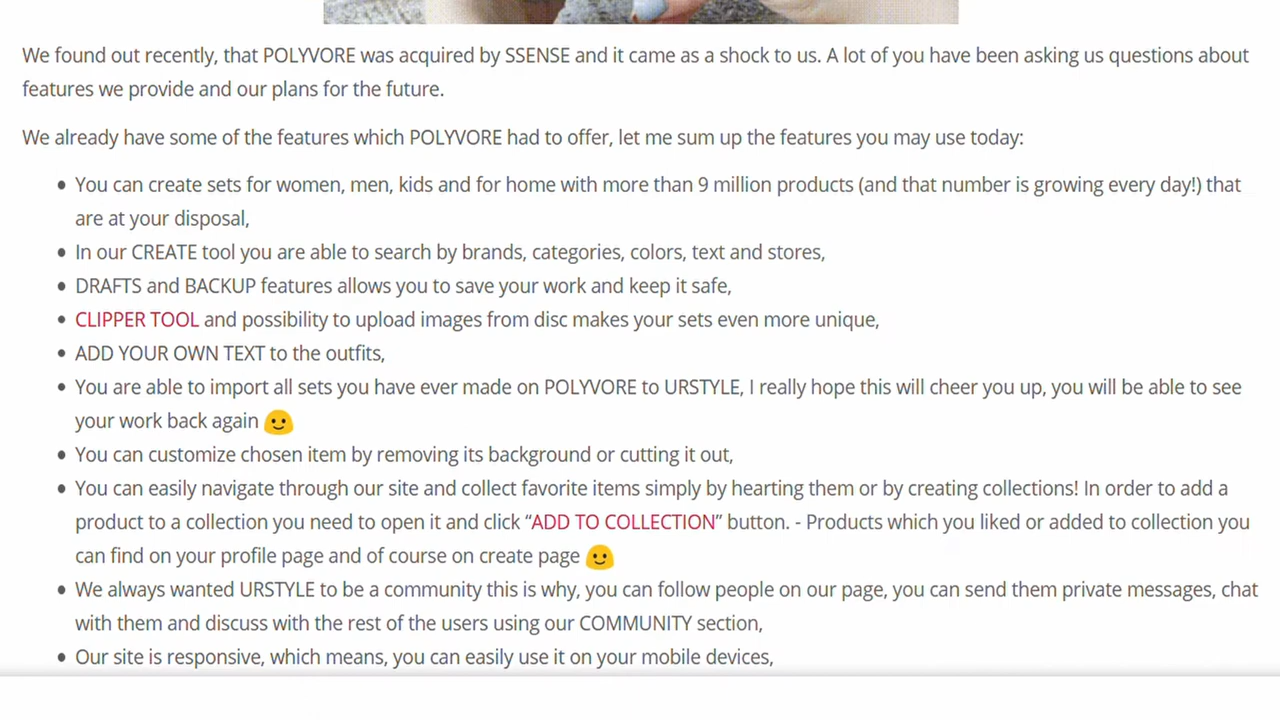 We found out recently, that POLYVORE was acquired by SSENSE and it came as a shock to us. A lot of you have been asking us questions about
features we provide and our plans for the future.
We already have some of the features which POLYVORE had to offer, let me sum up the features you may use today:
• You can create sets for women, men, kids and for home with more than 9 million products (and that number is growing every day!) that
are at your disposal,
• In our CREATE tool you are able to search by brands, categories, colors, text and stores,
• DRAFTS and BACKUP features allows you to save your work and keep it safe,
• CLIPPER TOOL and possibility to upload images from disc makes your sets even more unique,
• ADD YOUR OWN TEXT to the outfits,
• You are able to import all sets you have ever made on POLYVORE to URSTYLE, I really hope this will cheer you up, you will be able to see
your work back again 🙂
• You can customize chosen item by removing its background or cutting it out,
• You can easily navigate through our site and collect favorite items simply by hearting them or by creating collections! In order to add a
product to a collection you need to open it and click “ADD TO COLLECTION” button. - Products which you liked or added to collection you
can find on your profile page and of course on create page 🙂
• We always wanted URSTYLE to be a community this is why, you can follow people on our page, you can send them private messages, chat
with them and discuss with the rest of the users using our COMMUNITY section,
• Our site is responsive, which means, you can easily use it on your mobile devices,